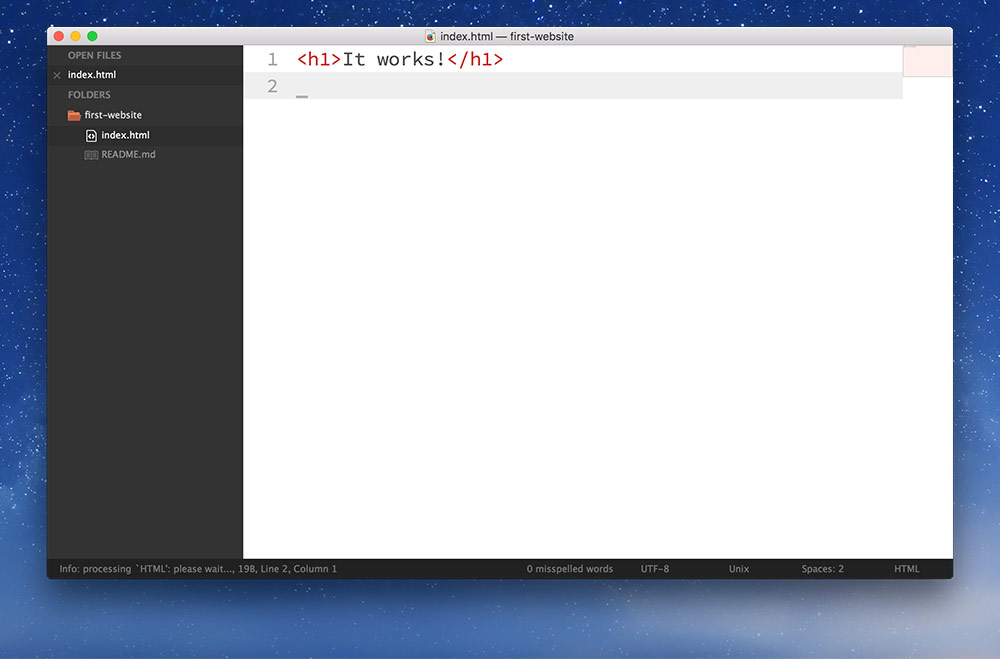 index.html — first-website
OPEN FILES
index.html
FOLDERS
first-website
index.html
README.md
1 <h1>It works!</h1>
2
Info: processing `HTML': please wait..., 19B, Line 2, Column 1
0 misspelled words
UTF-8
Unix
Spaces: 2
HTML